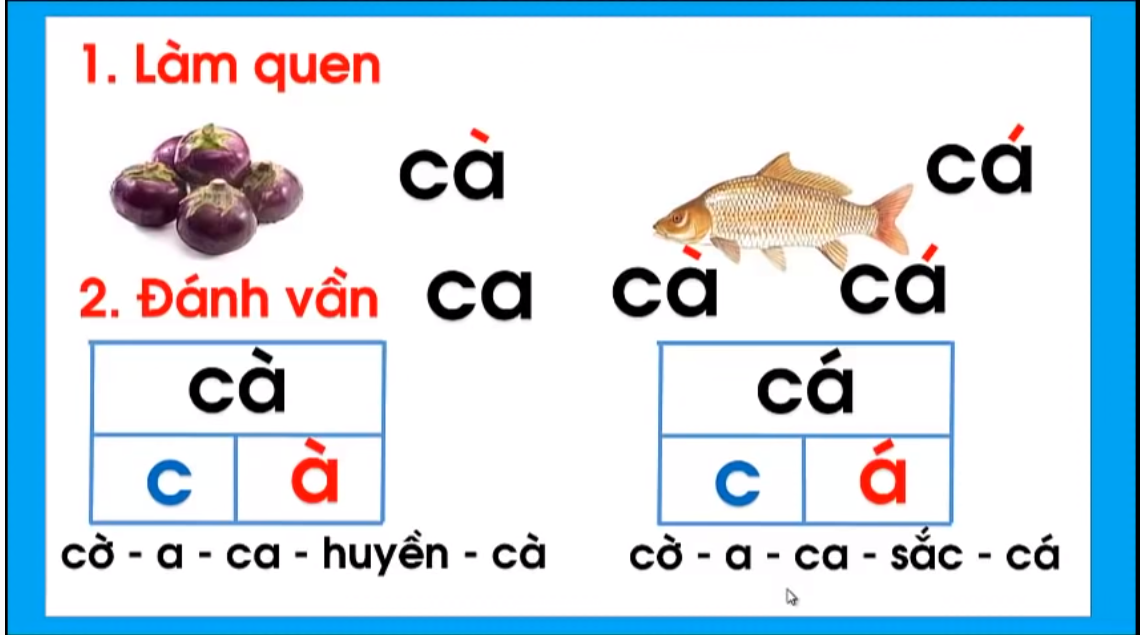 1. Làm quen
cà cá
2. Đánh vần ca cà cá
cà cá
c à c á
cờ - a - ca - huyền - cà cờ - a - ca - sắc - cá